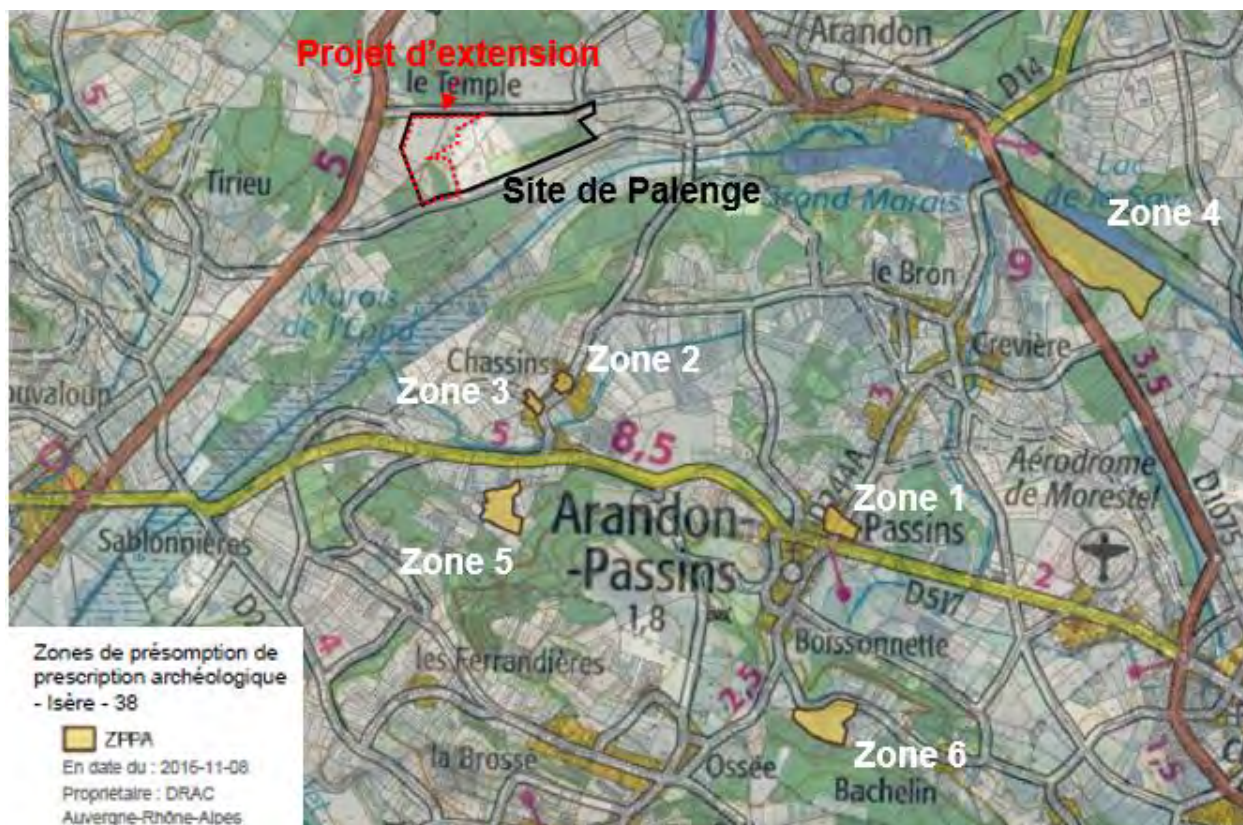 Projet d'extension
le Temple
Arandon
D14
5
5
Tirieu
Site de Palenge
Grand Marais
Lac
de la Save
Zone 4
9
le Bron
Marais
de l'Epau
Crevière
3,5
Chassins
Zone 2
Zone 3
3
5
8,5
Aérodrome
de Morestel
Zone 1
D244A
Arandon-
-Passins
1,8
Passins
Zone 5
Sablonnières
D1075
2
D517
4
Boissonnette
les Ferrandières
2,5
la Brosse
Ossée
Zone 6
Bachelin
1,5
Zones de présomption de
prescription archéologique
- Isère - 38
ZPPA
En date du : 2016-11-08
Propriétaire : DRAC
Auvergne-Rhône-Alpes